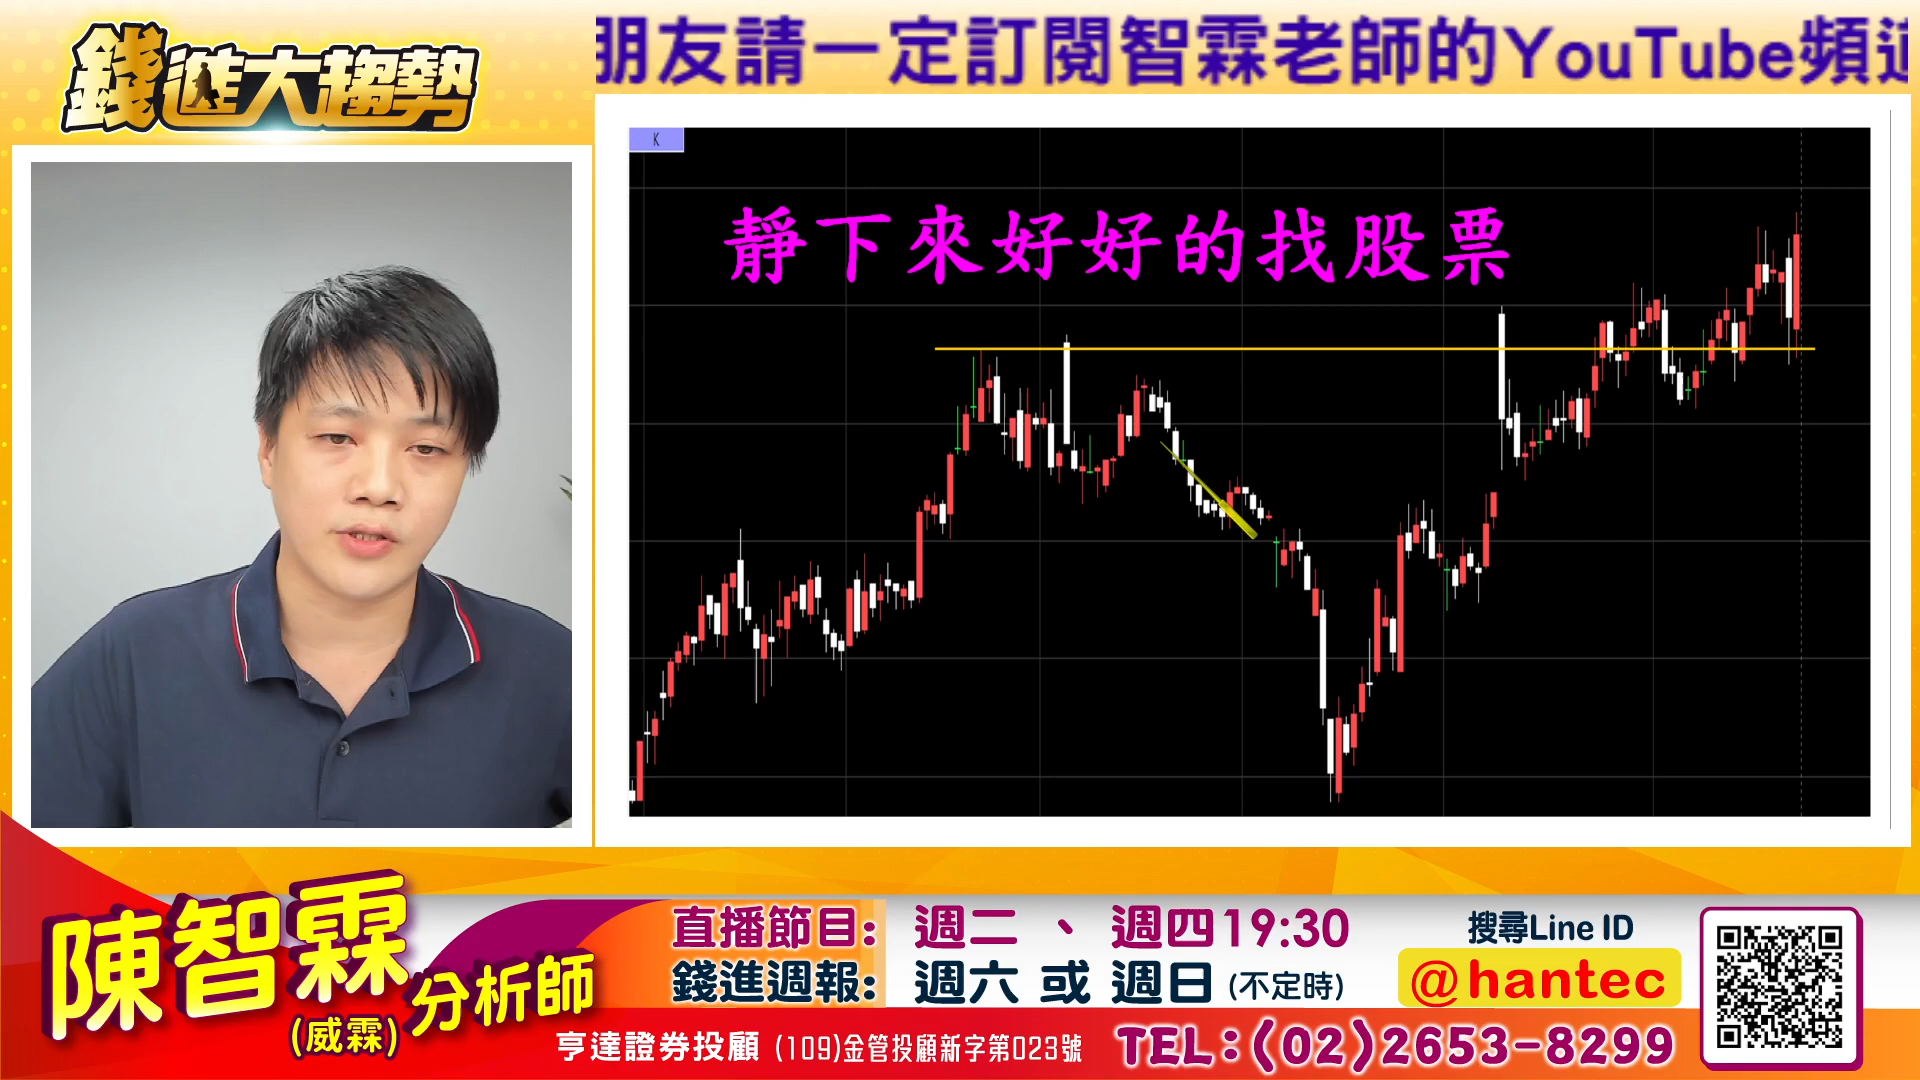 錢進大趨勢
朋友請一定訂閱智霖老師的YouTube頻道
K
靜下來好好的找股票
陳智霖
(威霖)
分析師
直播節目: 週二 、 週四19:30
錢進週報: 週六 或 週日 (不定時)
搜尋Line ID
@hantec
亨達證券投顧 (109)金管投顧新字第023號
TEL:(02)2653-8299